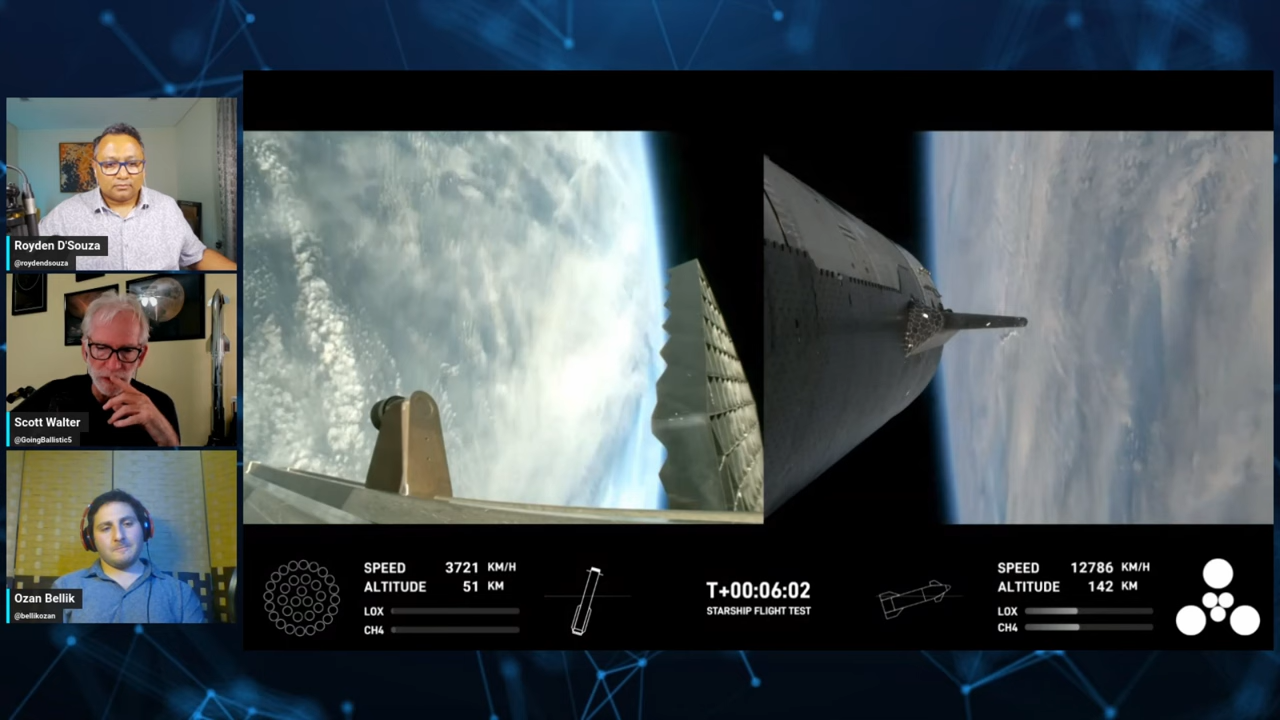 Royden D'Souza
@roydendsouza
Scott Walter
@GoingBallistic5
Ozan Bellik
@bellikozan
SPEED 3721 KM/H
ALTITUDE 51 KM
LOX
CH4
T+00:06:02
STARSHIP FLIGHT TEST
SPEED 12786 KM/H
ALTITUDE 142 KM
LOX
CH4